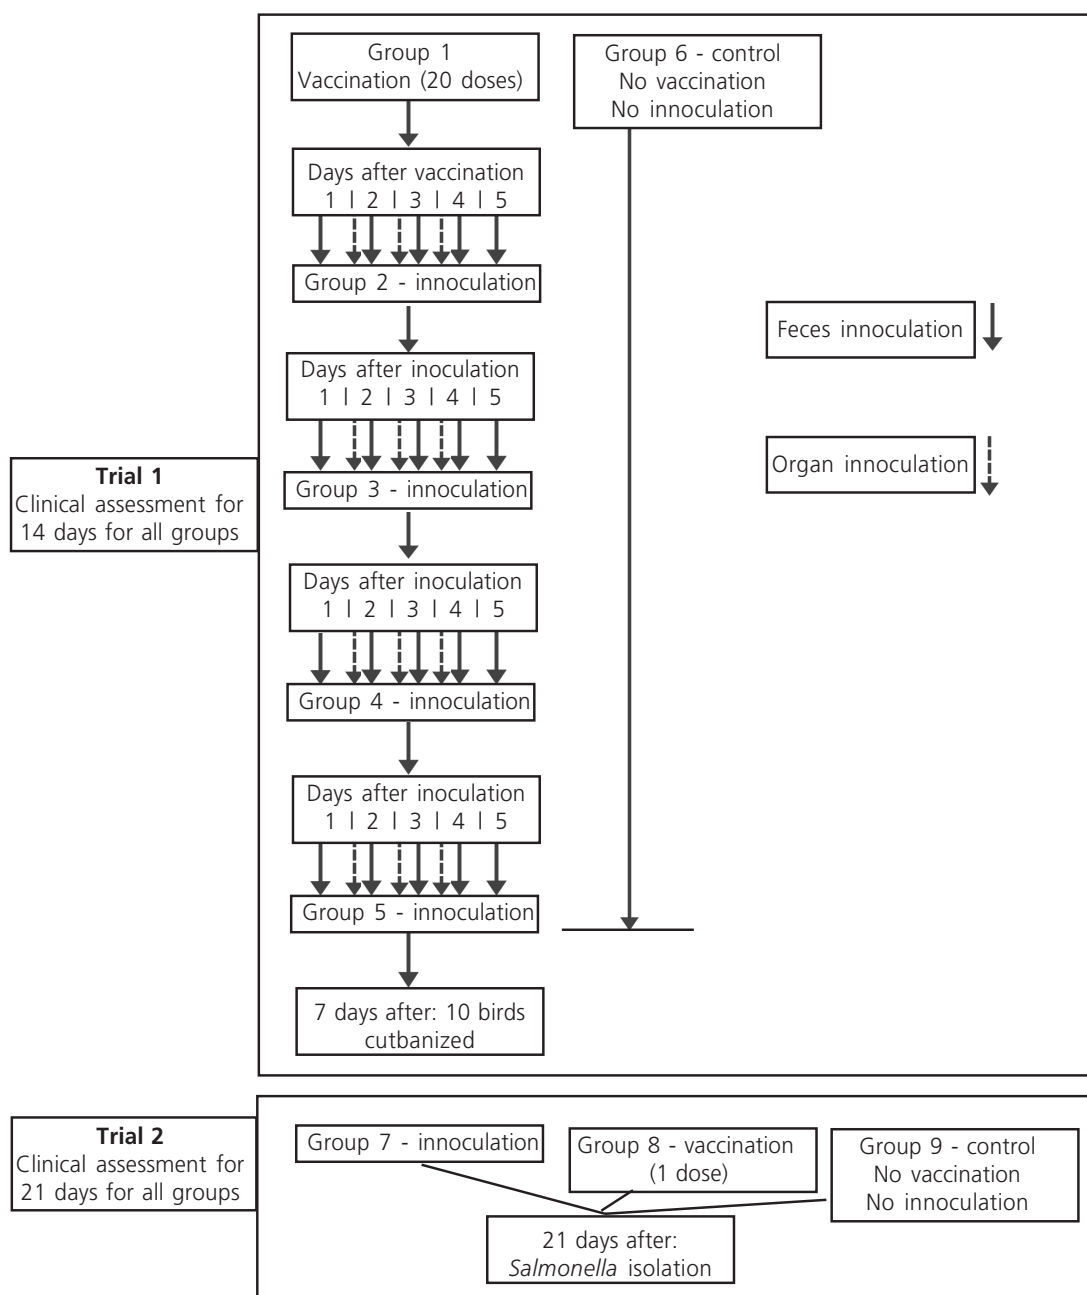 Group 1
Vaccination (20 doses)
Group 6 - control
No vaccination
No innoculation
Days after vaccination
1 | 2 | 3 | 4 | 5
Group 2 - innoculation
Days after inoculation
1 | 2 | 3 | 4 | 5
Group 3 - innoculation
Days after inoculation
1 | 2 | 3 | 4 | 5
Group 4 - innoculation
Days after inoculation
1 | 2 | 3 | 4 | 5
Group 5 - innoculation
7 days after: 10 birds
cutbanized
Feces innoculation
Organ innoculation
Trial 1
Clinical assessment for
14 days for all groups
Trial 2
Clinical assessment for
21 days for all groups
Group 7 - innoculation
Group 8 - vaccination
(1 dose)
Group 9 - control
No vaccination
No innoculation
21 days after:
Salmonella isolation